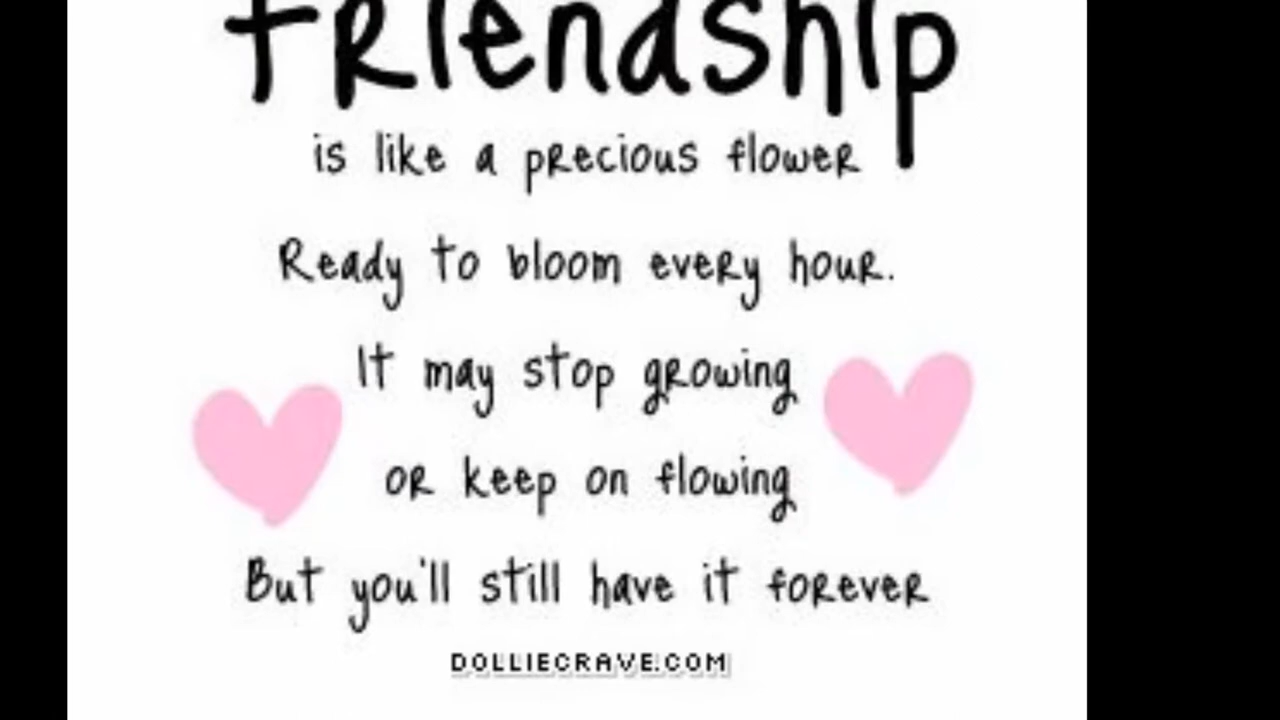 FRiendship
is like a pRecious floweR
Ready to bloom eveRy houR.
It may stop gRowing
oR keep on flowing
But you'll still have it foReveR
DOLLIECRAVE.COM